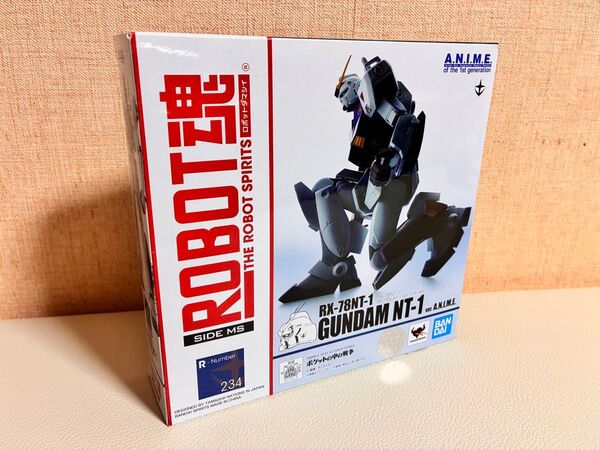 ROBOT魂
ロボットダマシイ
®
THE ROBOT SPIRITS
SIDE MS
R-Number
234
DESIGNED BY TAMASHII NATIONS IN JAPAN
BANDAI SPIRITS MADE IN CHINA
A.N.I.M.E.
of the 1st generation
RX-78NT-1
GUNDAM NT-1 ver. A.N.I.M.E.
ポケットの中の戦争
BAN
DAI